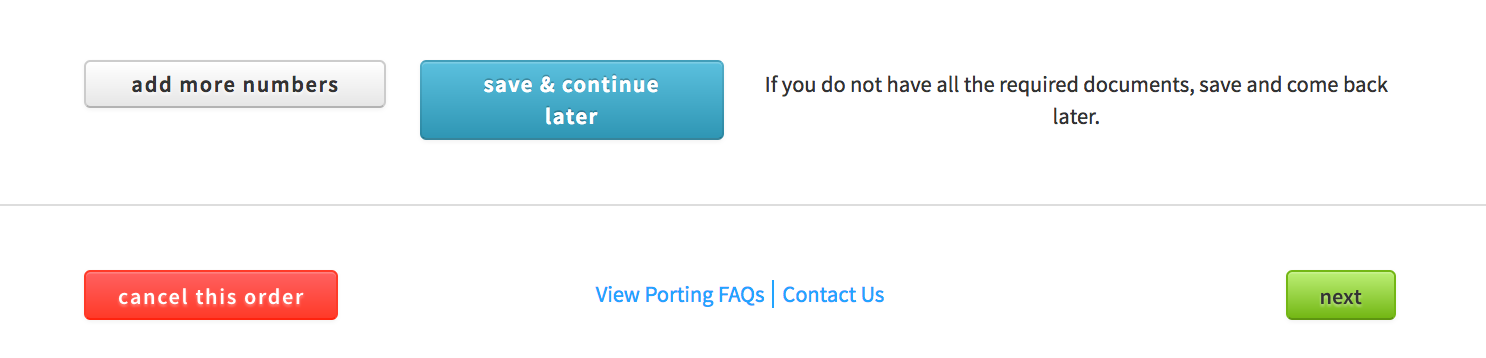 add more numbers
save & continue
later
If you do not have all the required documents, save and come back
later.
cancel this order
View Porting FAQs | Contact Us
next